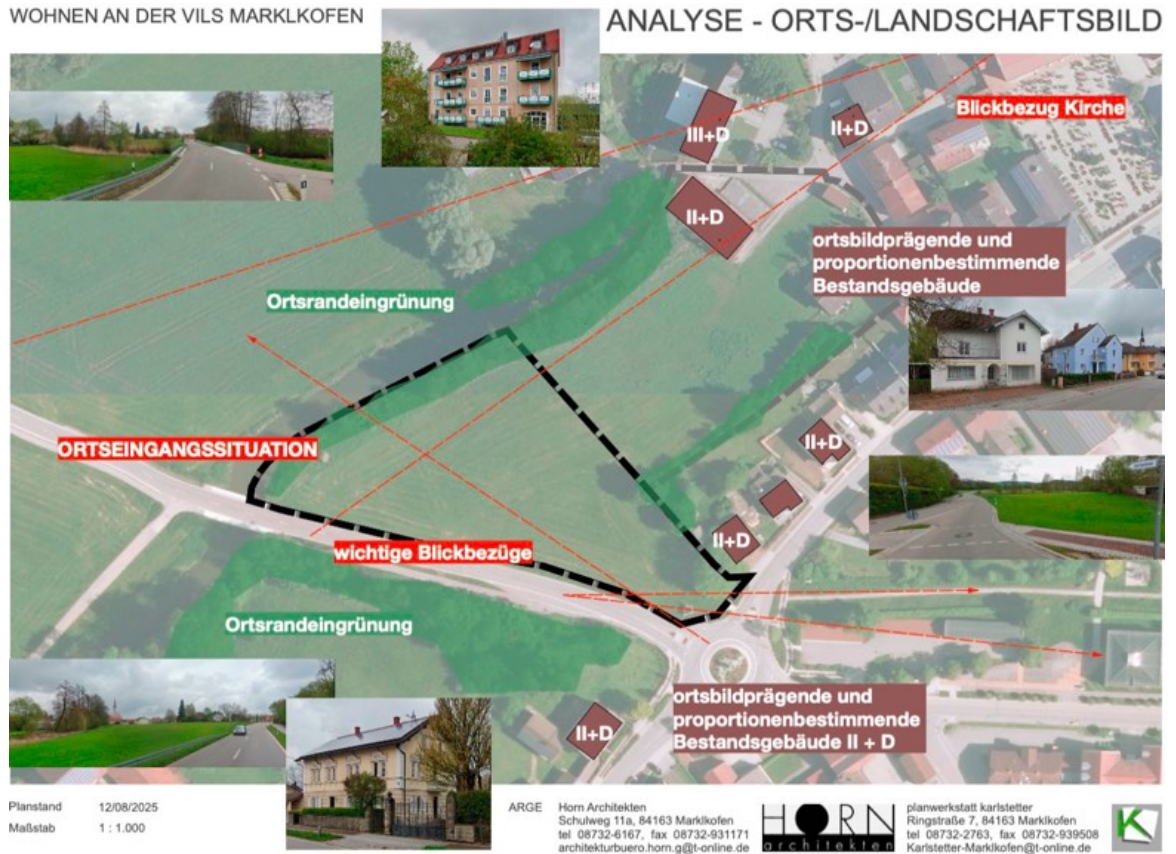 WOHNEN AN DER VILS MARKLKOFEN
ANALYSE - ORTS-/LANDSCHAFTSBILD
Blickbezug Kirche
III+D
II+D
II+D
ortsbildprägende und
proportionenbestimmende
Bestandsgebäude
Ortsrandeingrünung
ORTSEINGANGSSITUATION
II+D
II+D
wichtige Blickbezüge
Ortsrandeingrünung
ortsbildprägende und
proportionenbestimmende
Bestandsgebäude II + D
II+D
Planstand 12/08/2025
Maßstab 1 : 1.000
ARGE Horn Architekten
Schulweg 11a, 84163 Marklkofen
tel 08732-6167, fax 08732-931171
architekturbuero.horn.g@t-online.de
HORN
architekten
planwerkstatt karlstetter
Ringstraße 7, 84163 Marklkofen
tel 08732-2763, fax 08732-939508
Karlstetter-Marklkofen@t-online.de
K